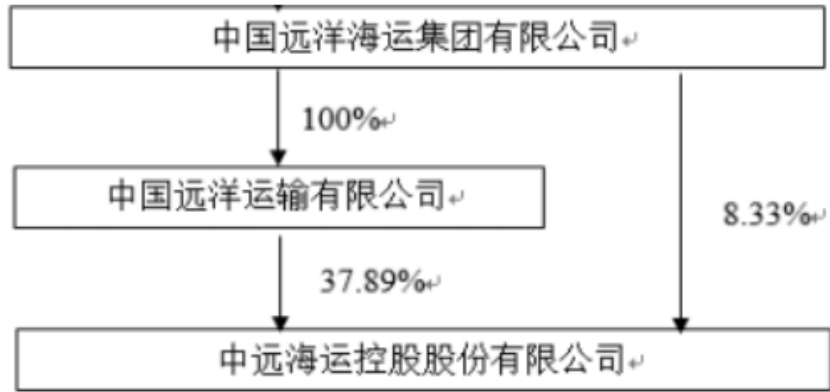 中国远洋海运集团有限公司
100%
中国远洋运输有限公司
8.33%
37.89%
中远海运控股股份有限公司